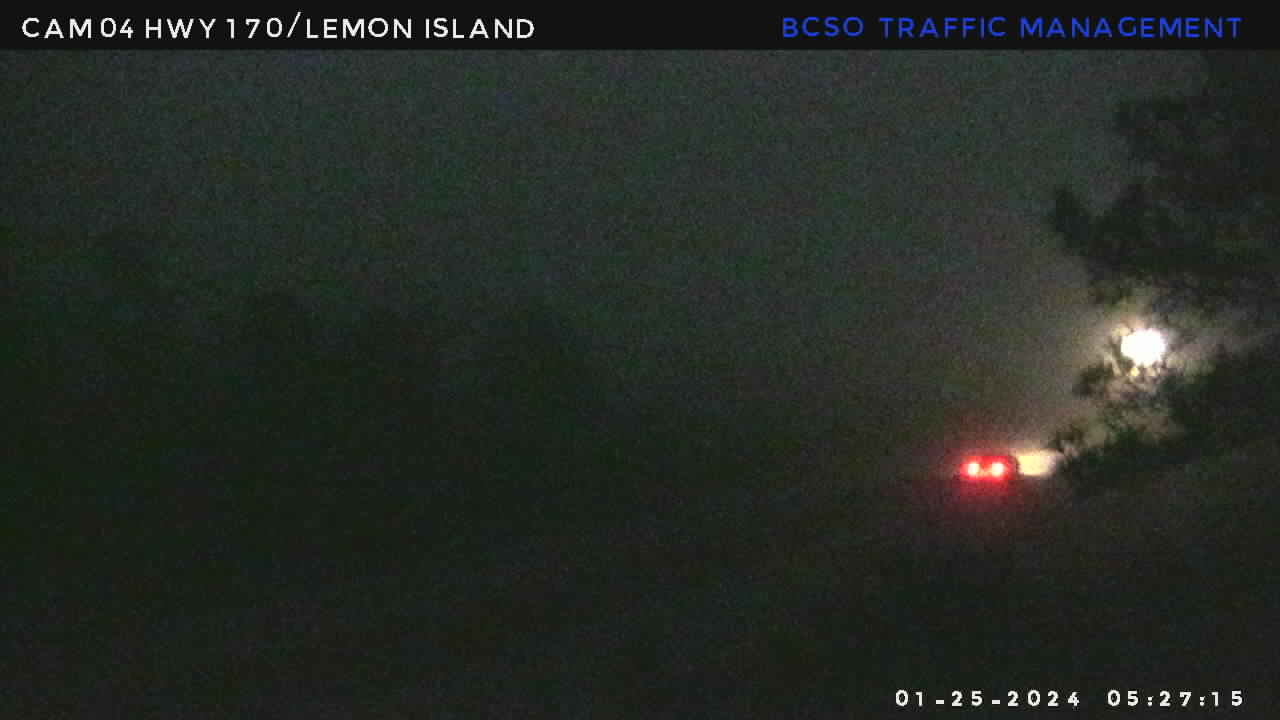 CAM04 HWY 170/LEMON ISLAND
BCSO TRAFFIC MANAGEMENT
01-25-2024 05:27:15